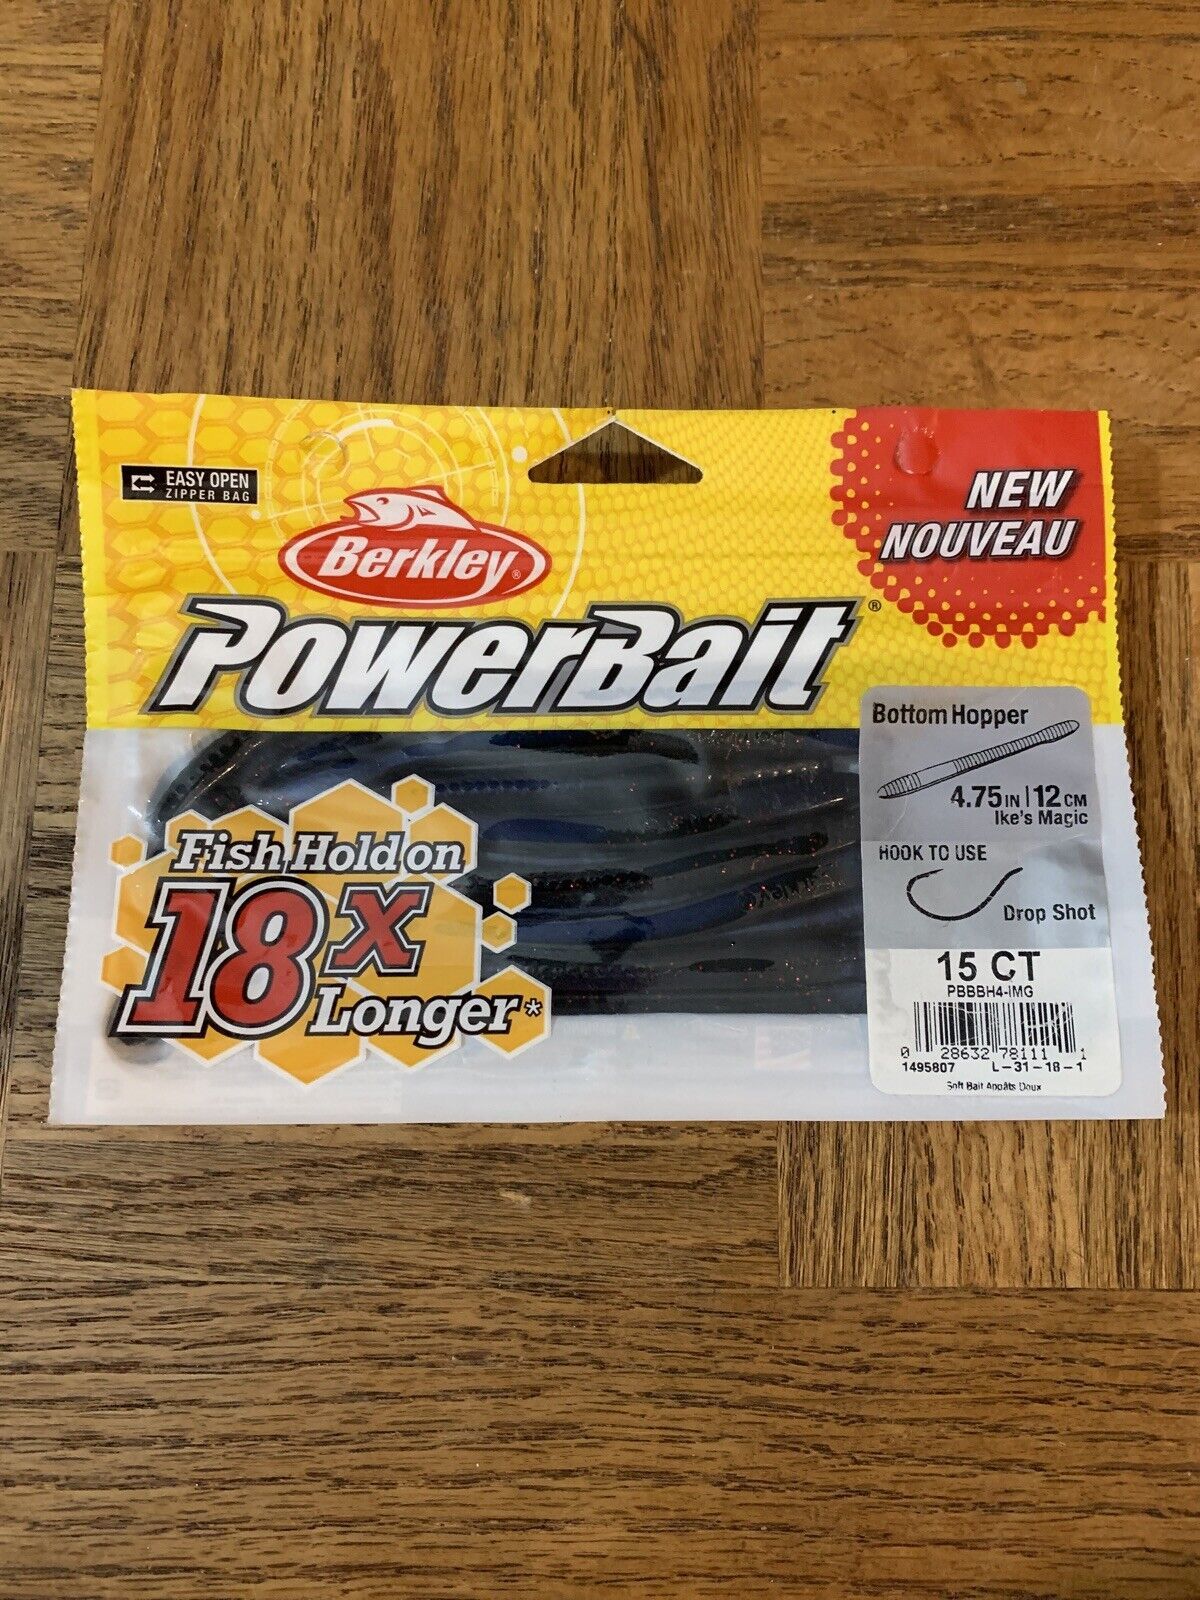 EASY OPEN
ZIPPER BAG
Berkley®
PowerBait®
NEW
NOUVEAU
Fish Hold on
18x
Longer*
Bottom Hopper
4.75 IN | 12 CM
Ike's Magic
HOOK TO USE
Drop Shot
15 CT
PBBBH4-IMG
0 28632 78111 1
1495807 L-31-18-1
Soft Bait Appâts Doux